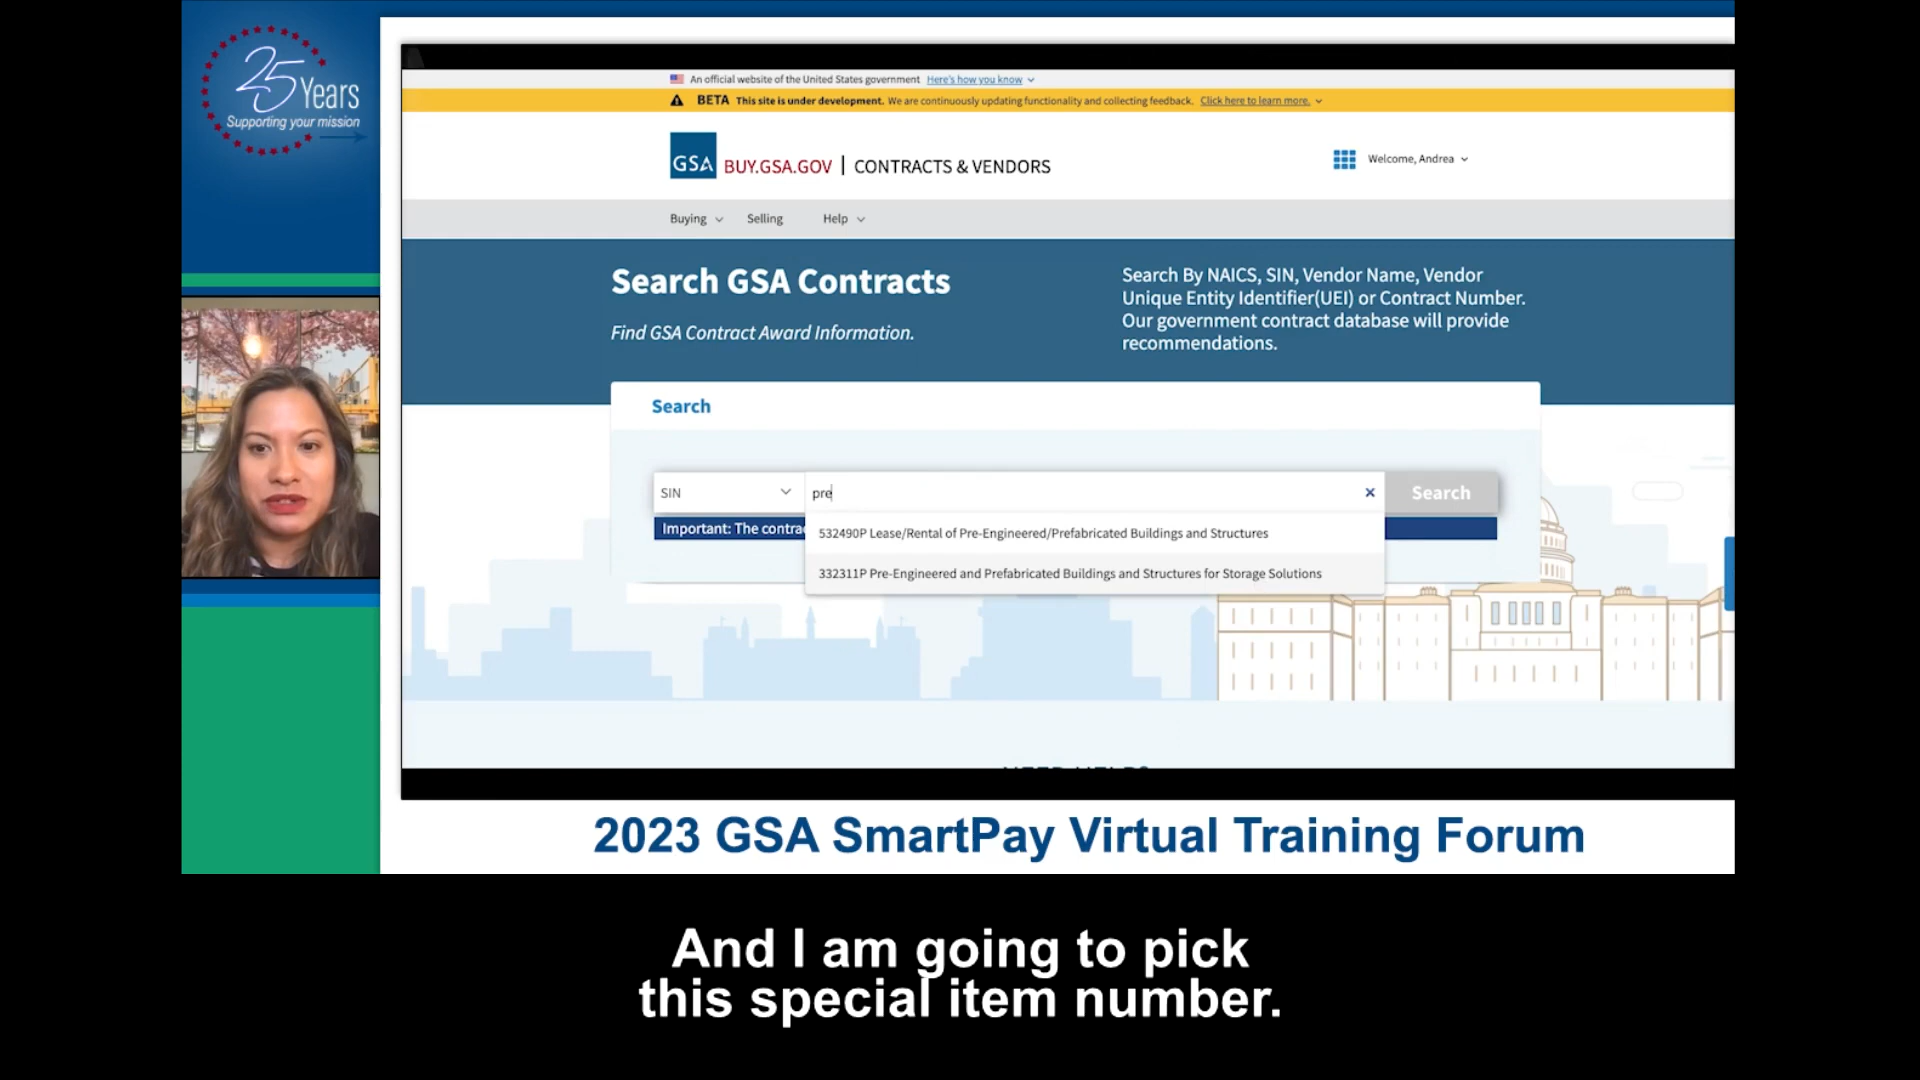 25 Years
Supporting your mission
An official website of the United States government Here's how you know
BETA This site is under development. We are continuously updating functionality and collecting feedback. Click here to learn more.
GSA BUY.GSA.GOV | CONTRACTS & VENDORS
Welcome, Andrea
Buying Selling Help
Search GSA Contracts
Find GSA Contract Award Information.
Search By NAICS, SIN, Vendor Name, Vendor
Unique Entity Identifier(UEI) or Contract Number.
Our government contract database will provide
recommendations.
Search
SIN pre Search
Important: The contrac
532490P Lease/Rental of Pre-Engineered/Prefabricated Buildings and Structures
332311P Pre-Engineered and Prefabricated Buildings and Structures for Storage Solutions
2023 GSA SmartPay Virtual Training Forum
And I am going to pick
this special item number.